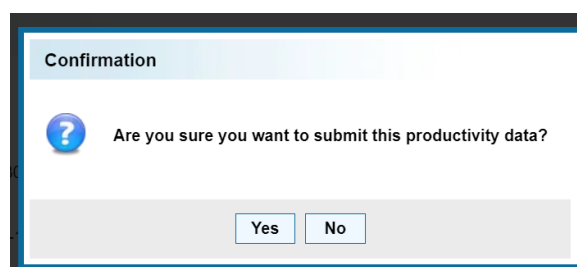 Confirmation
Are you sure you want to submit this productivity data?
Yes No